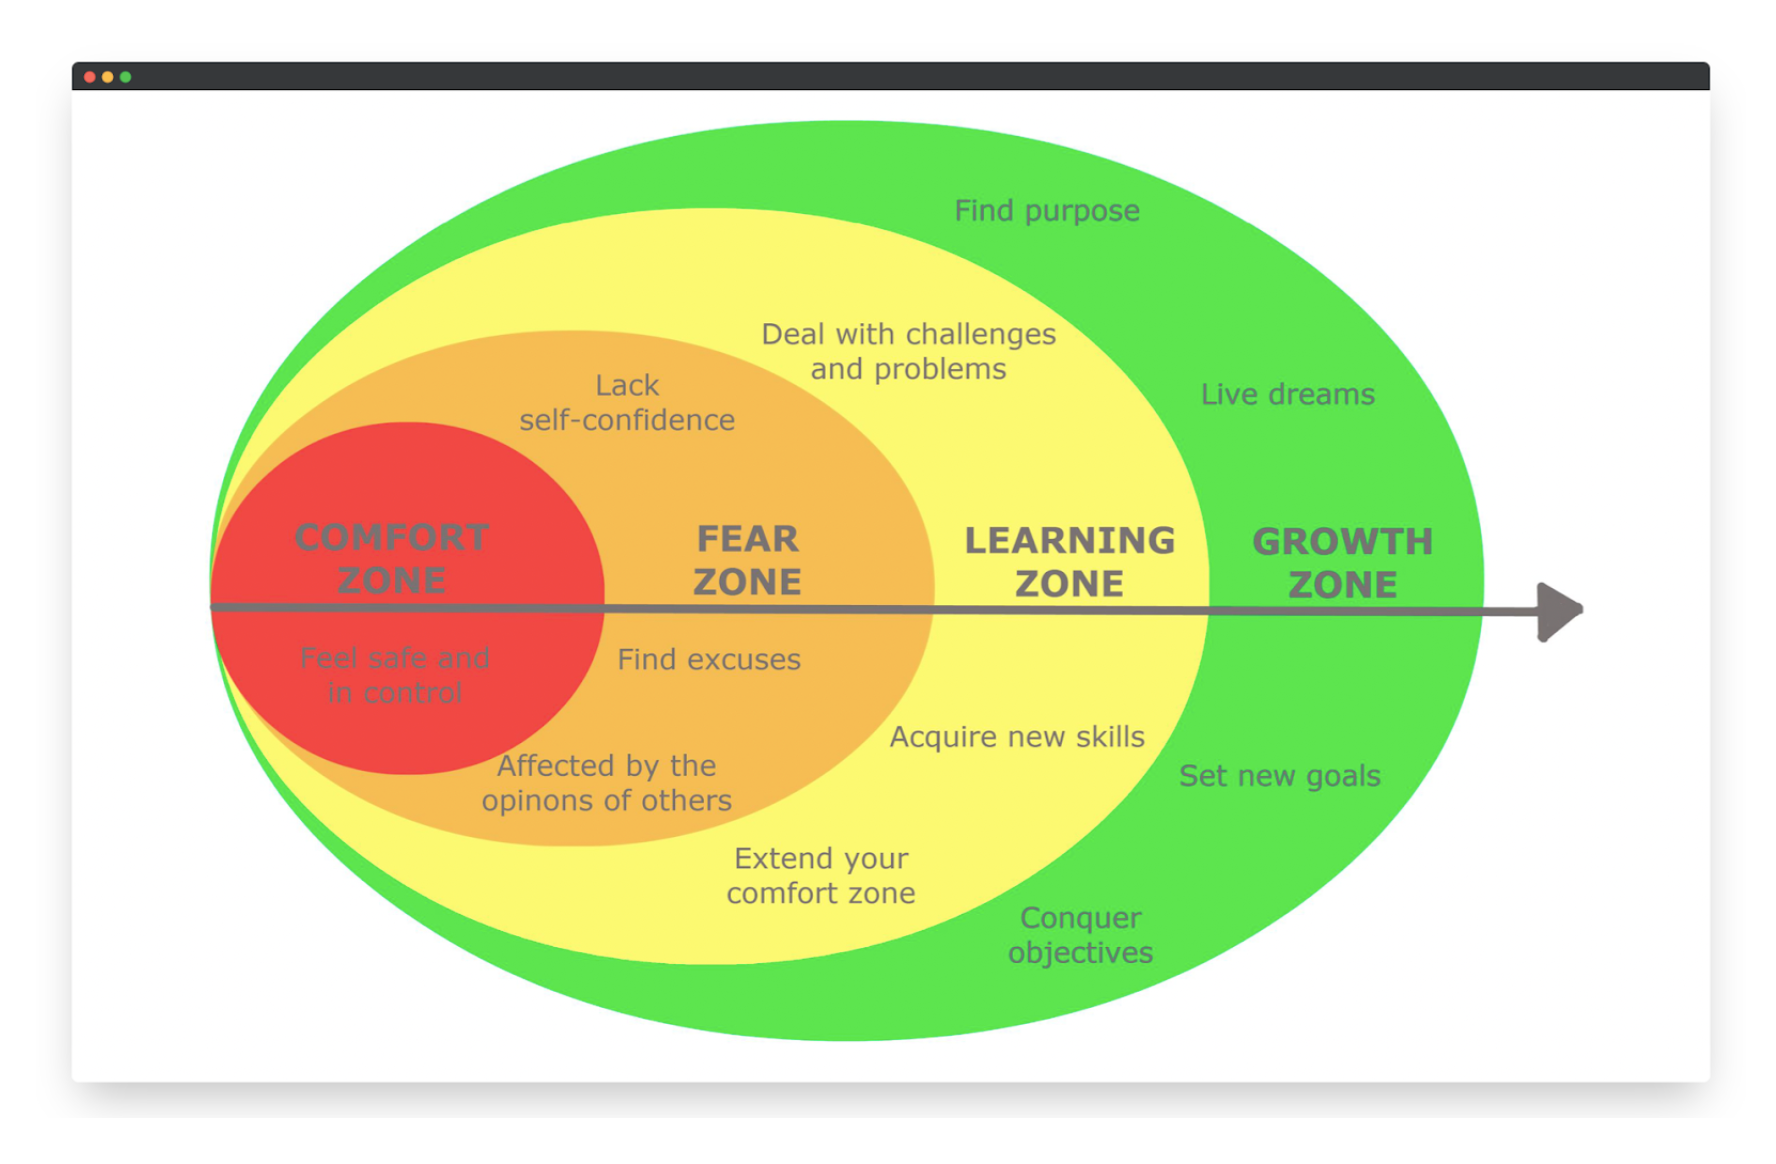 Find purpose
Deal with challenges
and problems
Live dreams
Lack
self-confidence
COMFORT
ZONE
FEAR
ZONE
LEARNING
ZONE
GROWTH
ZONE
Feel safe and
in control
Find excuses
Acquire new skills
Set new goals
Affected by the
opinons of others
Extend your
comfort zone
Conquer
objectives